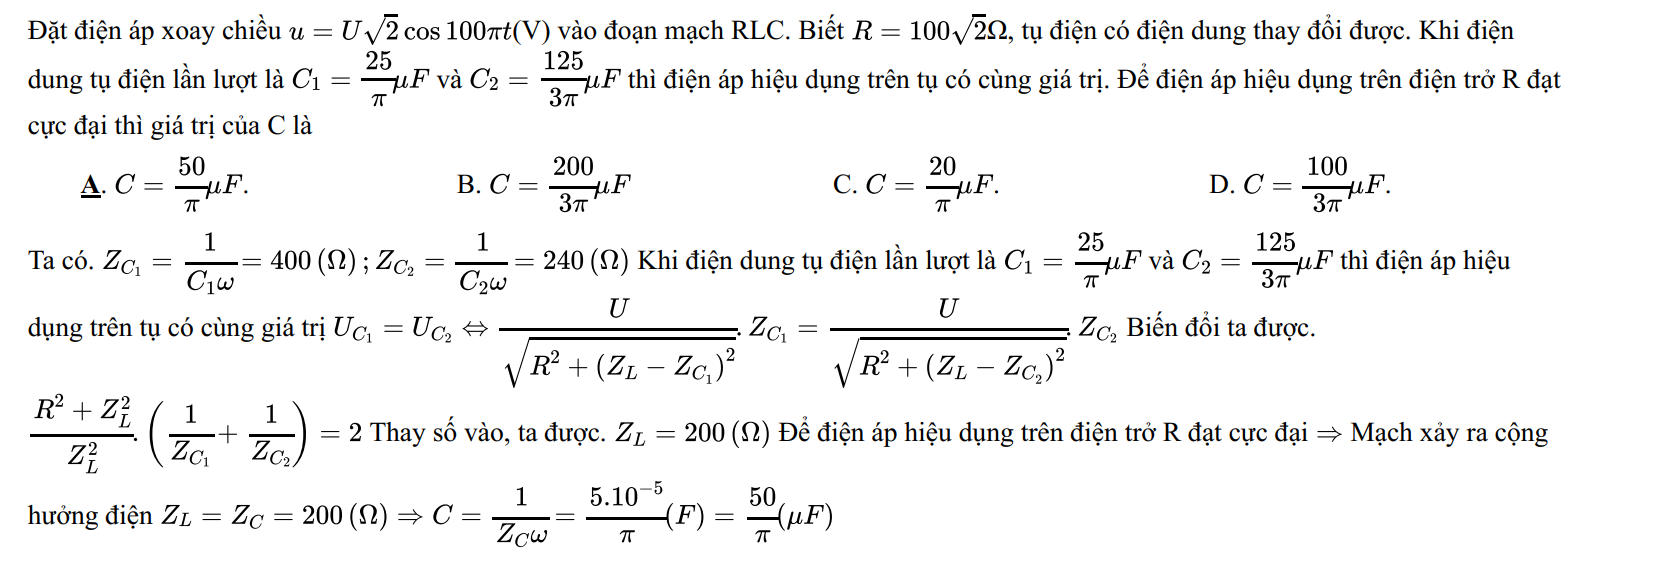 Đặt điện áp xoay chiều $u = U\sqrt{2}\cos 100\pi t$(V) vào đoạn mạch RLC. Biết $R = 100\sqrt{2}\Omega$, tụ điện có điện dung thay đổi được. Khi điện
dung tụ điện lần lượt là $C_1 = \frac{25}{\pi}\mu F$ và $C_2 = \frac{125}{3\pi}\mu F$ thì điện áp hiệu dụng trên tụ có cùng giá trị. Để điện áp hiệu dụng trên điện trở R đạt
cực đại thì giá trị của C là
A. $C = \frac{50}{\pi}\mu F$. B. $C = \frac{200}{3\pi}\mu F$ C. $C = \frac{20}{\pi}\mu F$. D. $C = \frac{100}{3\pi}\mu F$.
Ta có. $Z_{C_1} = \frac{1}{C_1\omega} = 400\,(\Omega)\,; Z_{C_2} = \frac{1}{C_2\omega} = 240\,(\Omega)$ Khi điện dung tụ điện lần lượt là $C_1 = \frac{25}{\pi}\mu F$ và $C_2 = \frac{125}{3\pi}\mu F$ thì điện áp hiệu
dụng trên tụ có cùng giá trị $U_{C_1} = U_{C_2} \Leftrightarrow \frac{U}{\sqrt{R^2 + (Z_L - Z_{C_1})^2}}.Z_{C_1} = \frac{U}{\sqrt{R^2 + (Z_L - Z_{C_2})^2}}.Z_{C_2}$ Biến đổi ta được.
$\frac{R^2 + Z_L^2}{Z_L^2}.\left(\frac{1}{Z_{C_1}} + \frac{1}{Z_{C_2}}\right) = 2$ Thay số vào, ta được. $Z_L = 200\,(\Omega)$ Để điện áp hiệu dụng trên điện trở R đạt cực đại $\Rightarrow$ Mạch xảy ra cộng
hưởng điện $Z_L = Z_C = 200\,(\Omega) \Rightarrow C = \frac{1}{Z_C\omega} = \frac{5.10^{-5}}{\pi}(F) = \frac{50}{\pi}(\mu F)$